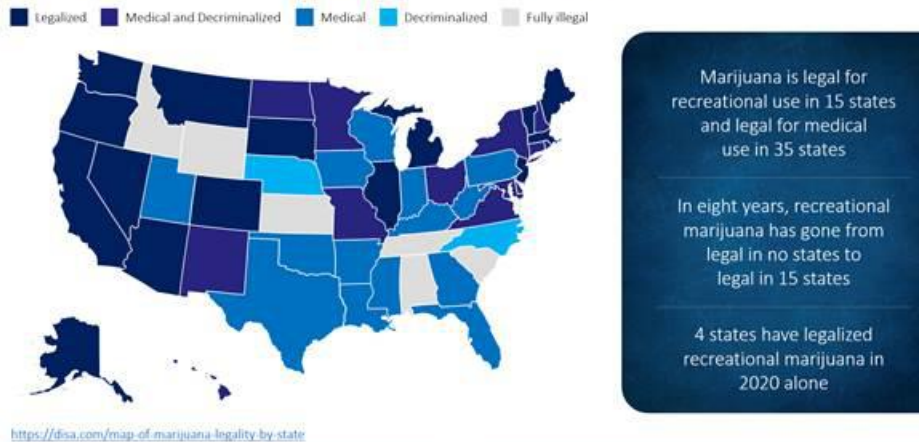 Legalized
Medical and Decriminalized
Medical
Decriminalized
Fully illegal
Marijuana is legal for
recreational use in 15 states
and legal for medical
use in 35 states
In eight years, recreational
marijuana has gone from
legal in no states to
legal in 15 states
4 states have legalized
recreational marijuana in
2020 alone
https://disa.com/map-of-marijuana-legality-by-state